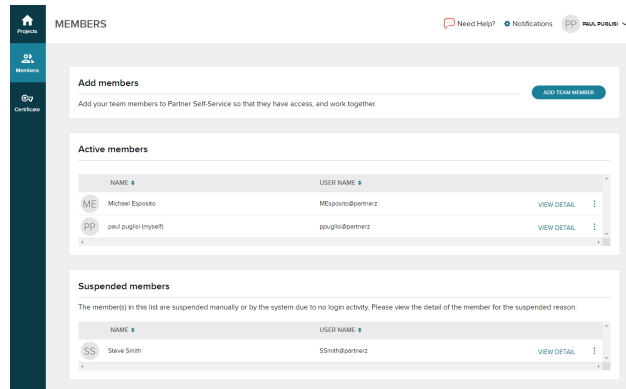 MEMBERS
Need Help?
Notifications
PP
PAUL PUGLISI
Projects
Members
Certificate
Add members
ADD TEAM MEMBER
Add your team members to Partner Self-Service so that they have access, and work together.
Active members
NAME
USER NAME
ME Michael Esposito MEsposito@partnerz VIEW DETAIL
PP paul puglisi (myself) ppuglisi@partnerz VIEW DETAIL
Suspended members
The member(s) in this list are suspended manually or by the system due to no login activity. Please view the detail of the member for the suspended reason.
NAME
USER NAME
SS Steve Smith SSmith@partnerz VIEW DETAIL